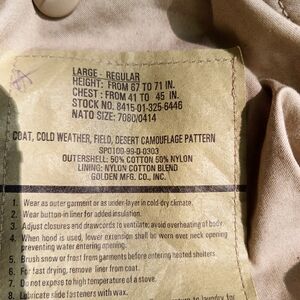 LARGE - REGULAR
HEIGHT: FROM 67 TO 71 IN.
CHEST: FROM 41 TO 45 IN.
STOCK NO. 8415-01-325-6446
NATO SIZE: 7080/0414
COAT, COLD WEATHER, FIELD, DESERT CAMOUFLAGE PATTERN
SPO100-99-D-0303
OUTERSHELL: 50% COTTON 50% NYLON
LINING: NYLON COTTON BLEND
GOLDEN MFG. CO., INC.
1. Wear as outer garment or as under-layer in cold-dry climate.
2. Wear button-in liner for added insulation.
3. Adjust closures and drawcords to ventilate; avoid overheating of body.
4. When hood is used, lower extension shall be worn over neck opening
preventing water entering opening.
5. Brush snow or frost from garments before entering heated shelters.
6. For fast drying, remove liner from coat.
7. Do not expose to high temperature of a stove.
8. Lubricate slide fasteners with wax.
to laundry for